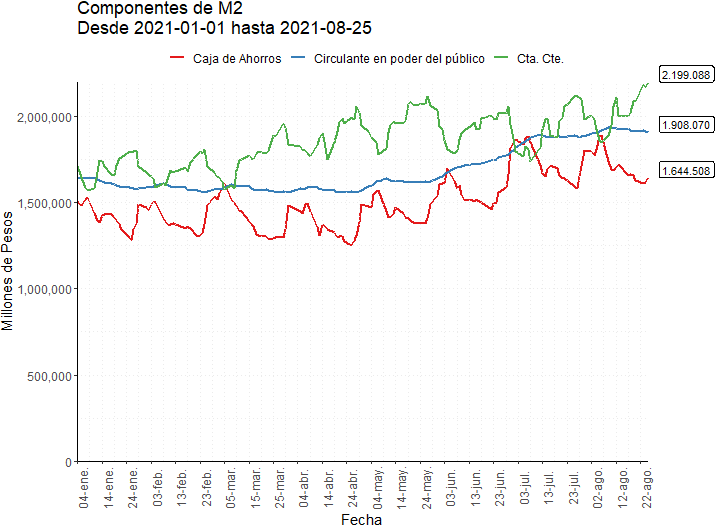 Componentes de M2
Desde 2021-01-01 hasta 2021-08-25
Caja de Ahorros Circulante en poder del público Cta. Cte.
2.199.088
2,000,000
1.908.070
1.644.508
1,500,000
1,000,000
500,000
0
Millones de Pesos
04-ene. 14-ene. 24-ene. 03-feb. 13-feb. 23-feb. 05-mar. 15-mar. 25-mar. 04-abr. 14-abr. 24-abr. 04-may. 14-may. 24-may. 03-jun. 13-jun. 23-jun. 03-jul. 13-jul. 23-jul. 02-ago. 12-ago. 22-ago.
Fecha